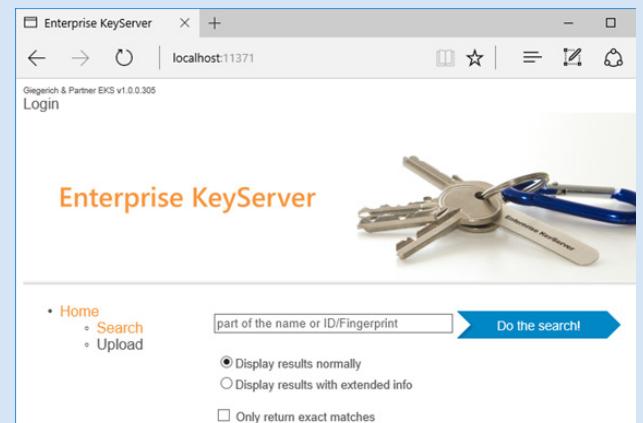 Enterprise KeyServer
localhost:11371
Giegerich & Partner EKS v1.0.0.305
Login
Enterprise KeyServer
Enterprise KeyServer
Home
Search
Upload
part of the name or ID/Fingerprint
Do the search!
Display results normally
Display results with extended info
Only return exact matches